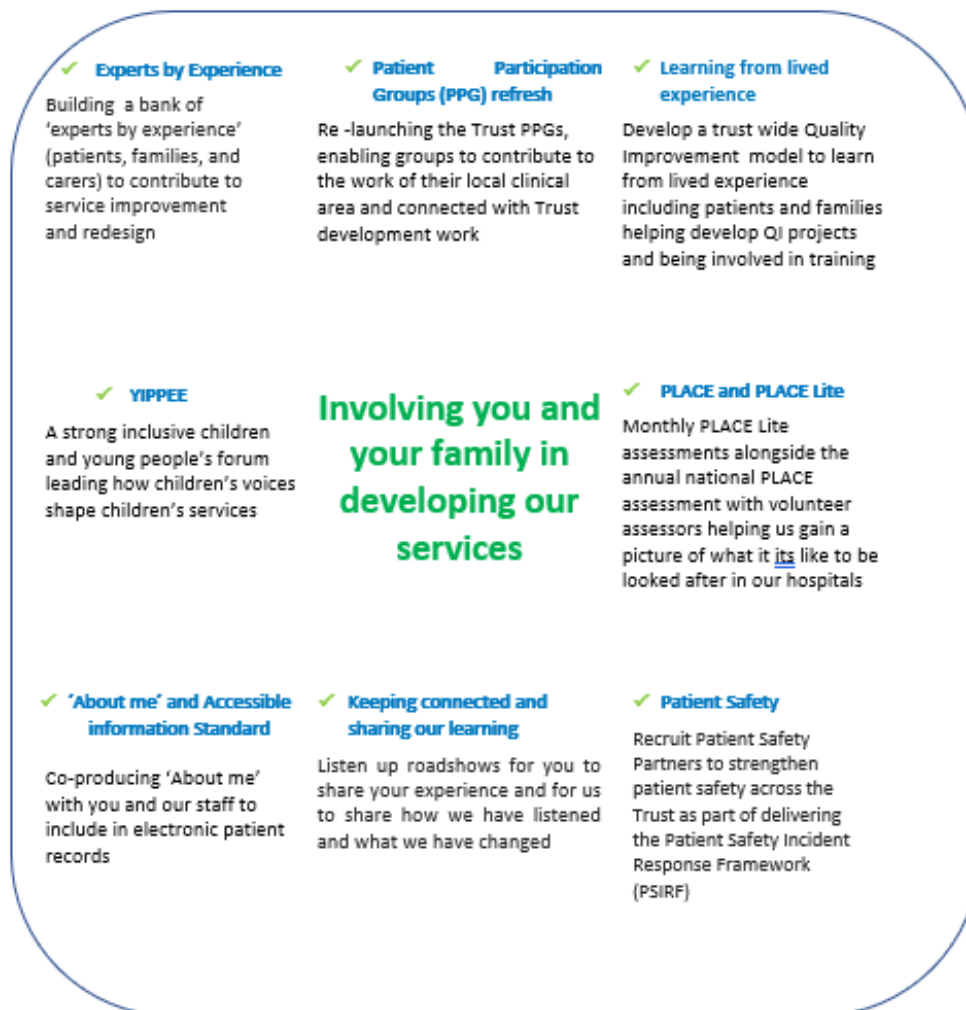 ✓ Experts by Experience
Building a bank of
‘experts by experience’
(patients, families, and
carers) to contribute to
service improvement
and redesign
✓ Patient Participation
Groups (PPG) refresh
Re -launching the Trust PPGs,
enabling groups to contribute to
the work of their local clinical
area and connected with Trust
development work
✓ Learning from lived
experience
Develop a trust wide Quality
Improvement model to learn
from lived experience
including patients and families
helping develop QI projects
and being involved in training
✓ YIPPEE
A strong inclusive children
and young people’s forum
leading how children’s voices
shape children’s services
Involving you and
your family in
developing our
services
✓ PLACE and PLACE Lite
Monthly PLACE Lite
assessments alongside the
annual national PLACE
assessment with volunteer
assessors helping us gain a
picture of what it its like to be
looked after in our hospitals
✓ ‘About me’ and Accessible
information Standard
Co-producing ‘About me’
with you and our staff to
include in electronic patient
records
✓ Keeping connected and
sharing our learning
Listen up roadshows for you to
share your experience and for us
to share how we have listened
and what we have changed
✓ Patient Safety
Recruit Patient Safety
Partners to strengthen
patient safety across the
Trust as part of delivering
the Patient Safety Incident
Response Framework
(PSIRF)